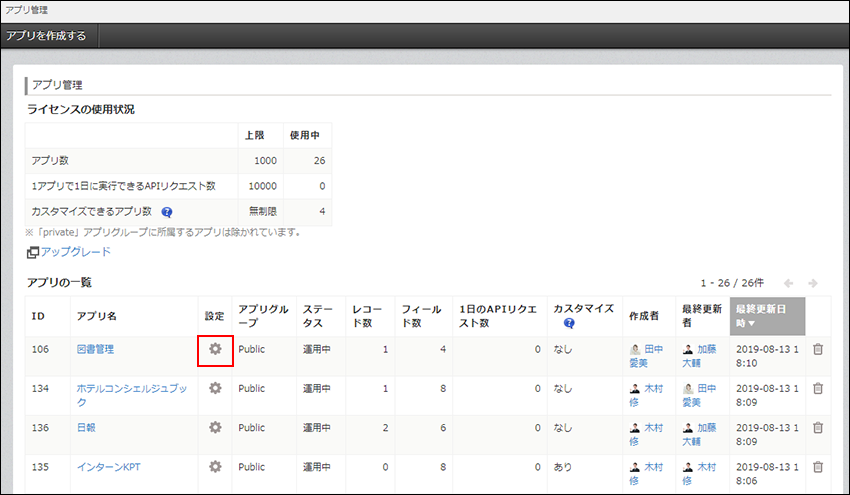 アプリ管理
アプリを作成する
アプリ管理
ライセンスの使用状況
上限 使用中
アプリ数 1000 26
1アプリで1日に実行できるAPIリクエスト数 10000 0
カスタマイズできるアプリ数 ? 無制限 4
※「private」アプリグループに所属するアプリは除かれています。
アップグレード
アプリの一覧 1 - 26 / 26件
ID アプリ名 設定 アプリグル ステー レコー フィール 1日のAPIリクエ カスタマイズ 作成者 最終更新 最終更新日
ープ タス ド数 ド数 スト数 ? 者 時▼
106 図書管理 Public 運用中 1 4 0 なし 田中 加藤 2019-08-13 1
愛美 大輔 8:10
134 ホテルコンシェルジュブッ Public 運用中 1 8 0 なし 木村 田中 2019-08-13 1
ク 修 愛美 8:09
136 日報 Public 運用中 2 6 0 なし 木村 加藤 2019-08-13 1
修 大輔 8:09
135 インターンKPT Public 運用中 0 8 0 あり 木村 木村 2019-08-13 1
修 修 8:06